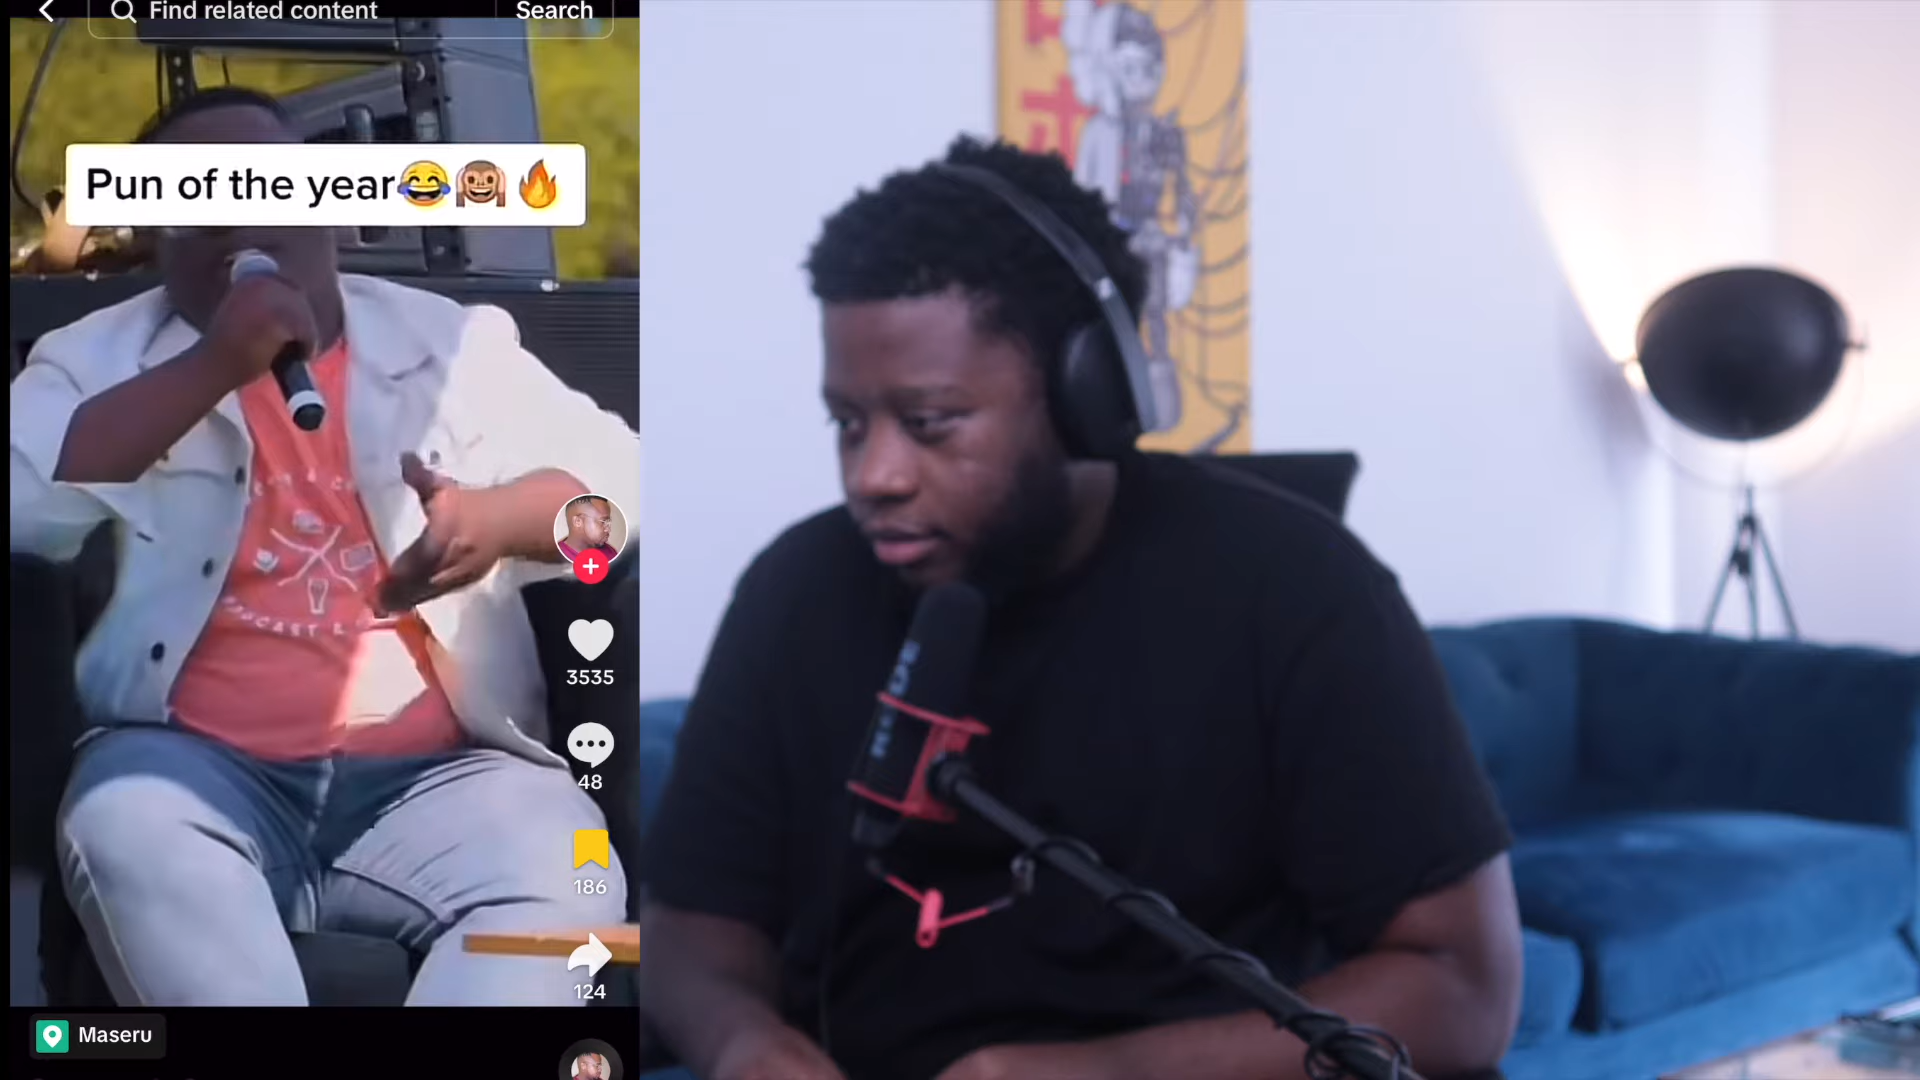 Find related content
Search
Pun of the year😂🙉🔥
3535
48
186
124
Maseru